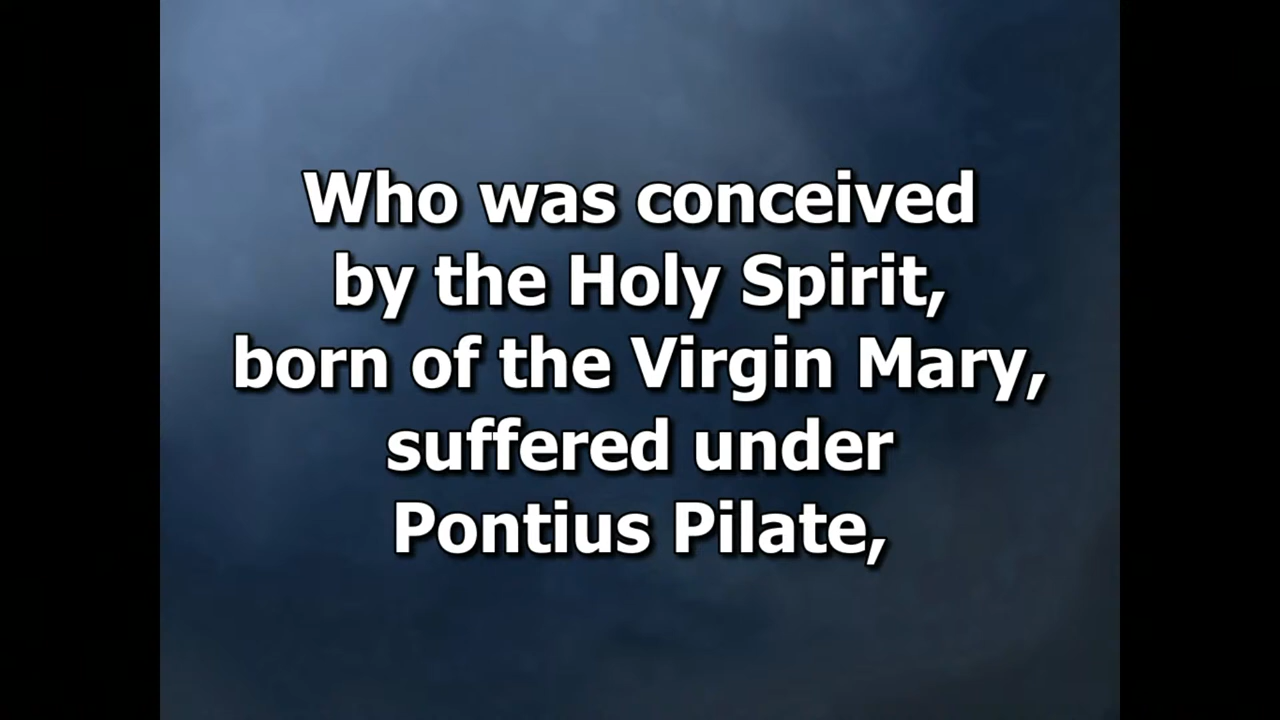 Who was conceived
by the Holy Spirit,
born of the Virgin Mary,
suffered under
Pontius Pilate,